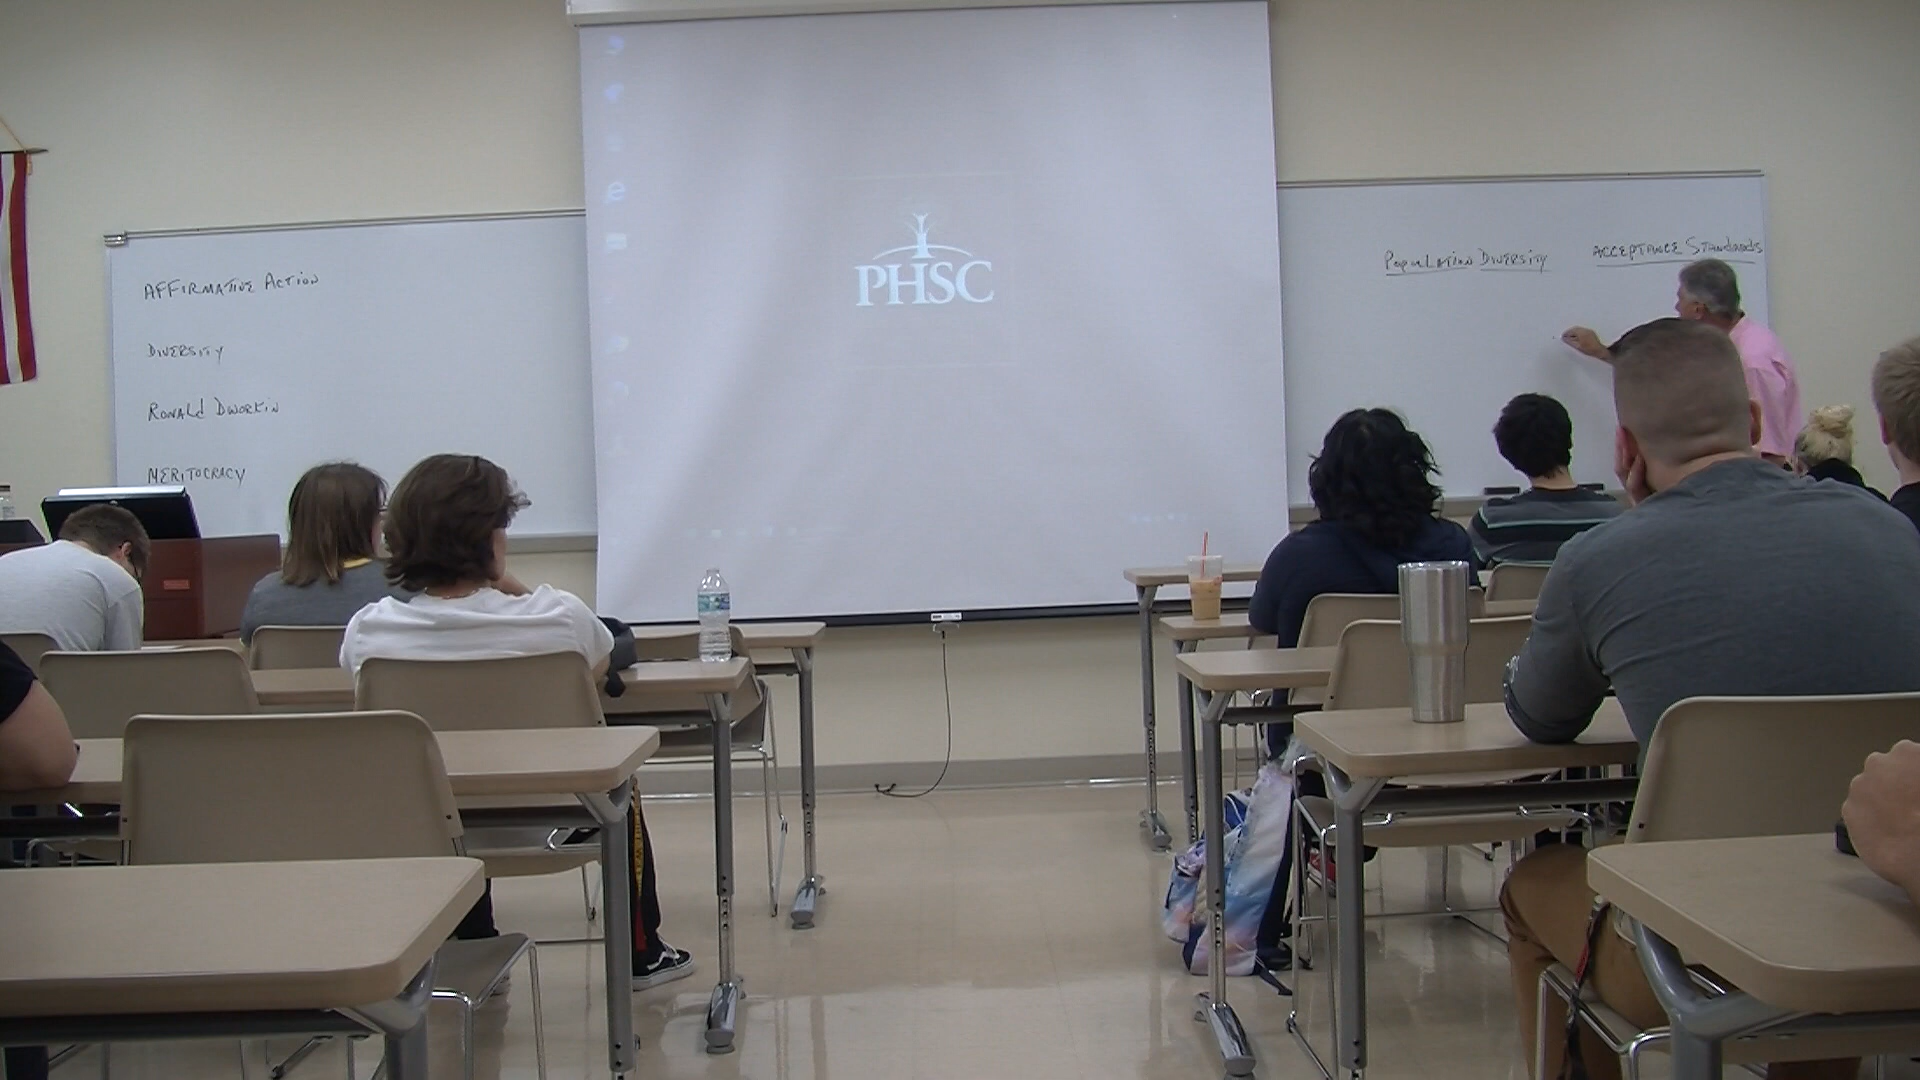 AFFIRMATIVE ACTION
DIVERSITY
RONALd DWORKIN
MERITOCRACY
PHSC
POPULATION DIVERSITY
ACCEPTANCE STANDARDS